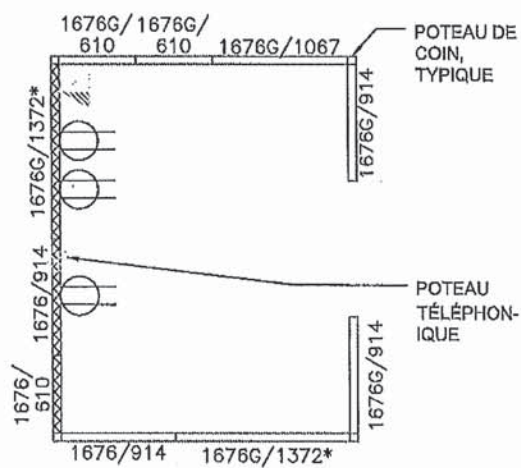 1676G/
610
1676G/
610
1676G/1067
POTEAU DE
COIN,
TYPIQUE
1676G/1372*
1676G/914
1676/914
POTEAU
TÉLÉPHON-
IQUE
1676/
610
1676G/914
1676/914
1676G/1372*